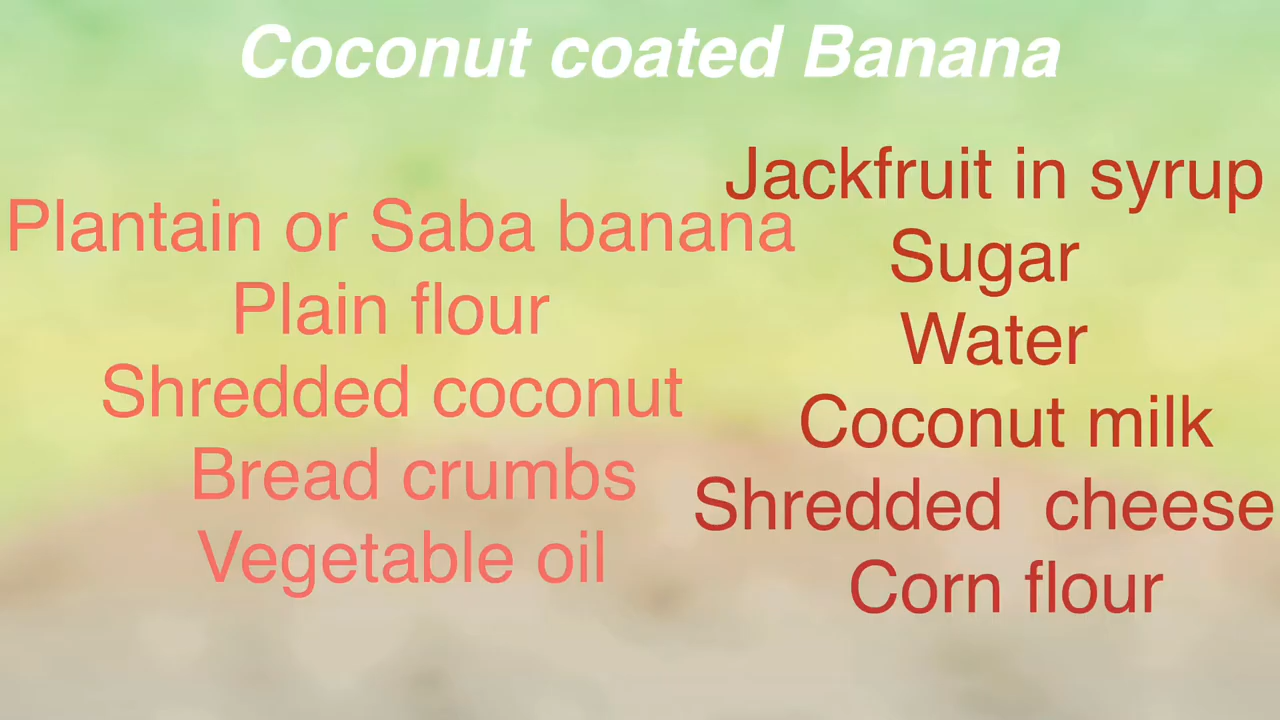 Coconut coated Banana
Plantain or Saba banana
Plain flour
Shredded coconut
Bread crumbs
Vegetable oil
Jackfruit in syrup
Sugar
Water
Coconut milk
Shredded  cheese
Corn flour